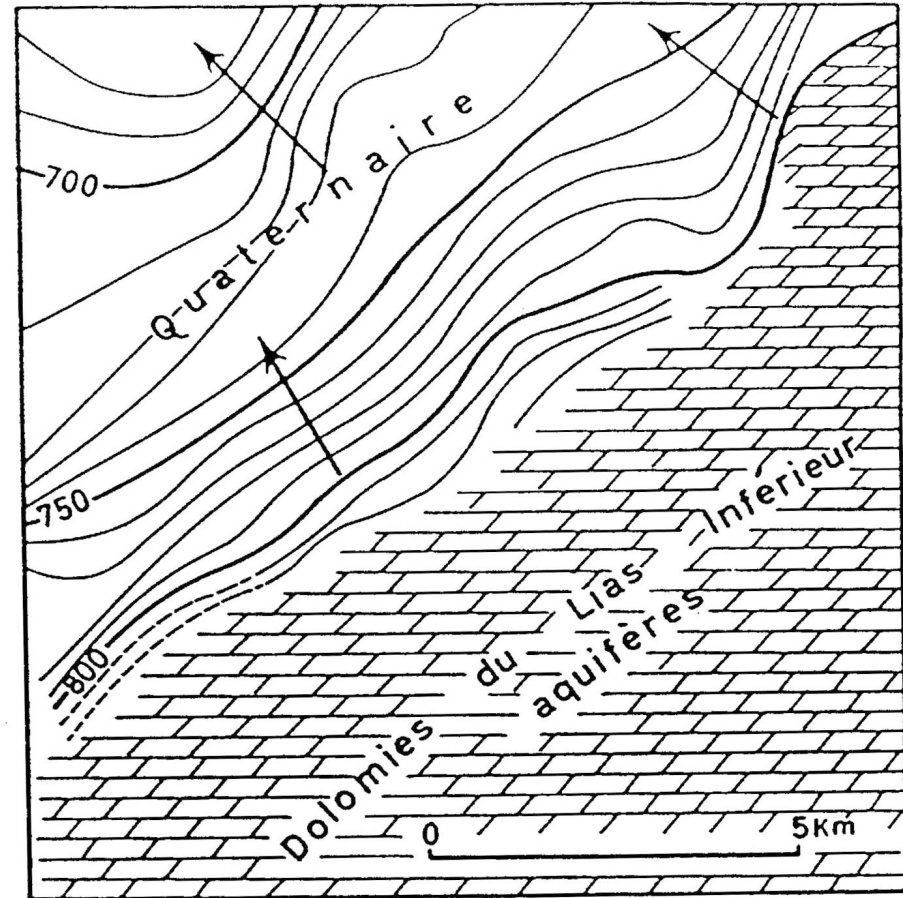 700
Quaternaire
750
800
Dolomies du Lias Inférieur
aquifères
0 5Km